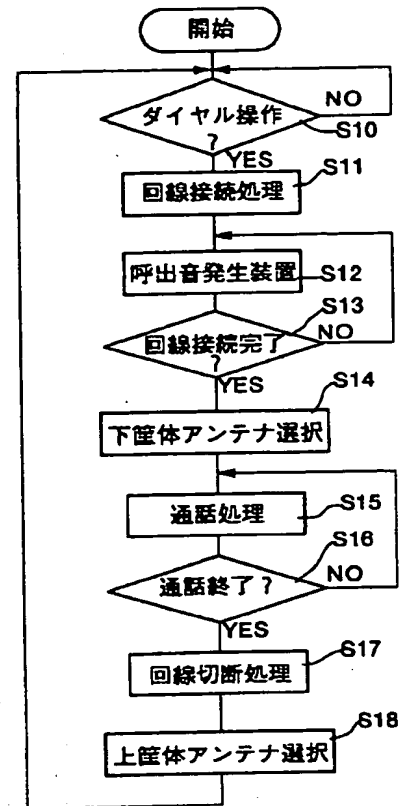 開始
ダイヤル操作
?
NO
S10
YES
S11
回線接続処理
呼出音発生装置
S12
S13
回線接続完了
?
NO
YES
S14
下筐体アンテナ選択
通話処理
S15
S16
通話終了?
NO
YES
S17
回線切断処理
S18
上筐体アンテナ選択